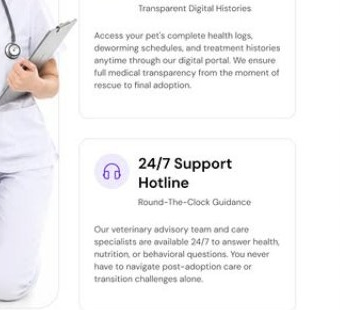 Transparent Digital Histories
Access your pet's complete health logs,
deworming schedules, and treatment histories
anytime through our digital portal. We ensure
full medical transparency from the moment of
rescue to final adoption.
24/7 Support
Hotline
Round-The-Clock Guidance
Our veterinary advisory team and care
specialists are available 24/7 to answer health,
nutrition, or behavioral questions. You never
have to navigate post-adoption care or
transition challenges alone.